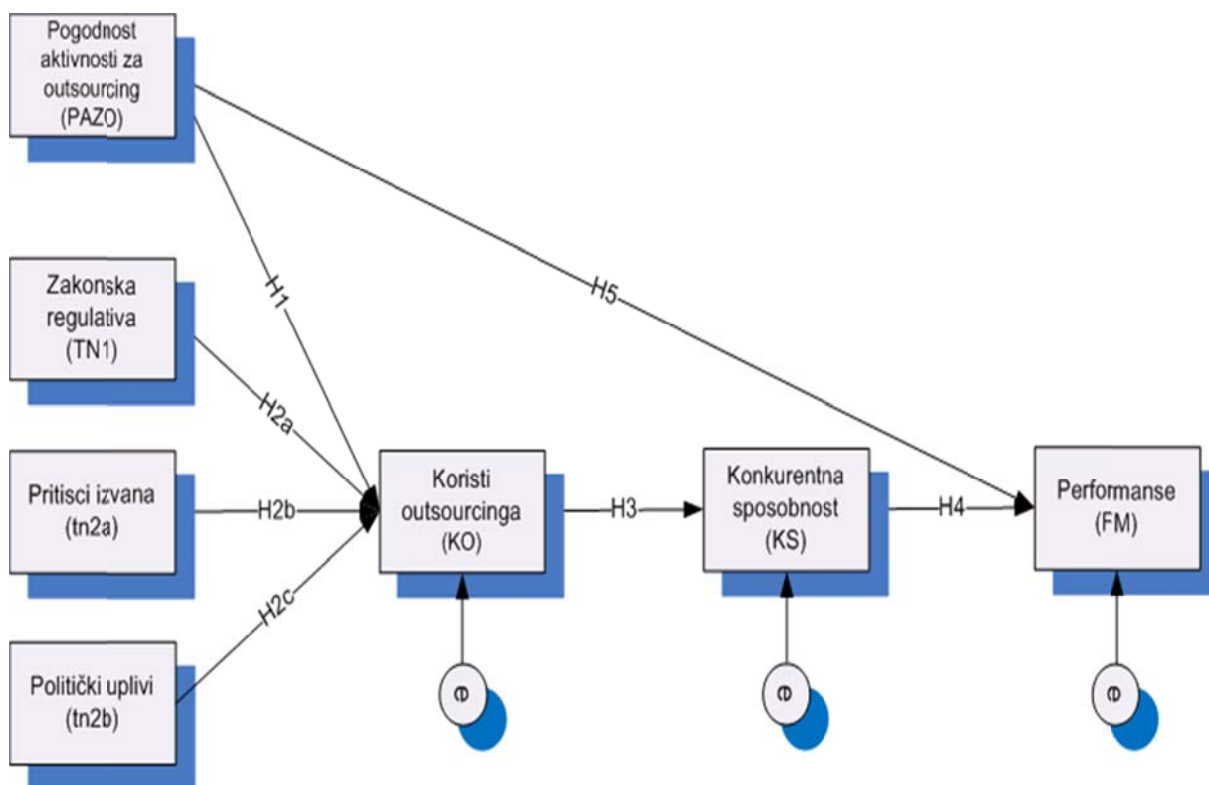 Pogodnost
aktivnosti za
outsourcing
(PAZO)
H1
H5
Zakonska
regulativa
(TN1)
H2a
Pritisci izvana
(tn2a)
H2b
Koristi
outsourcinga
(KO)
H3
Konkurentna
sposobnost
(KS)
H4
Performanse
(FM)
H2c
Politički uplivi
(tn2b)
e
e
e